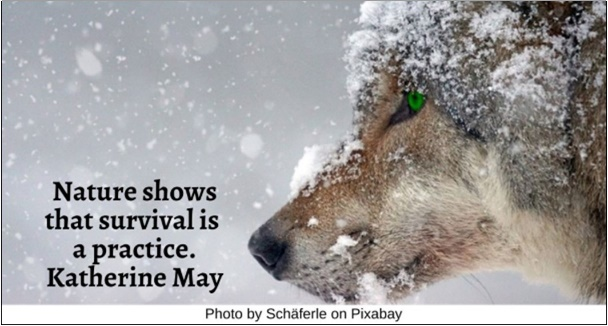 Nature shows
that survival is
a practice.
Katherine May
Photo by Schäferle on Pixabay